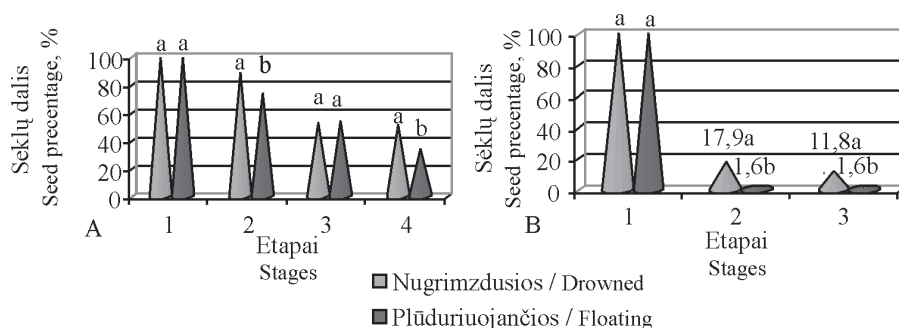 Seklų dalis
Seed precentage, %
100
80
60
40
20
0
a a
a b
a a
a b
1 2 3 4
A
Etapai
Stages
Sėklų dalis
Seed precentage, %
100
80
60
40
20
0
a a
17,9a
1,6b
11,8a
1,6b
1 2 3
B
Etapai
Stages
Nugrimzdusios / Drowned
Plūduriuojančios / Floating